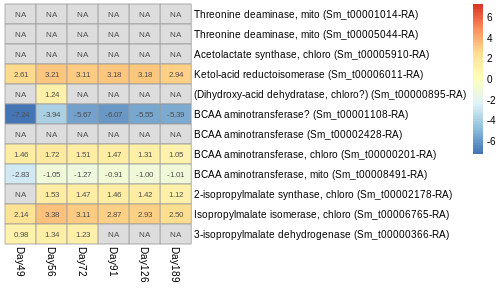 NA NA NA NA NA NA Threonine deaminase, mito (Sm_t00001014-RA)
NA NA NA NA NA NA Threonine deaminase, mito (Sm_t00005044-RA)
NA NA NA NA NA NA Acetolactate synthase, chloro (Sm_t00005910-RA)
2.61 3.21 3.11 3.18 3.18 2.94 Ketol-acid reductoisomerase (Sm_t00006011-RA)
NA 1.24 NA NA NA NA (Dihydroxy-acid dehydratase, chloro?) (Sm_t00000895-RA)
-7.24 -3.94 -5.67 -6.07 -5.55 -5.39 BCAA aminotransferase? (Sm_t00001108-RA)
NA NA NA NA NA NA BCAA aminotransferase (Sm_t00002428-RA)
1.46 1.72 1.51 1.47 1.31 1.05 BCAA aminotransferase, chloro (Sm_t00000201-RA)
-2.83 -1.05 -1.27 -0.91 -1.00 -1.01 BCAA aminotransferase, mito (Sm_t00008491-RA)
NA 1.53 1.47 1.46 1.42 1.12 2-isopropylmalate synthase, chloro (Sm_t00002178-RA)
2.14 3.38 3.11 2.87 2.93 2.50 Isopropylmalate isomerase, chloro (Sm_t00006765-RA)
0.98 1.34 1.23 NA NA NA 3-isopropylmalate dehydrogenase (Sm_t00000366-RA)
Day49 Day56 Day72 Day91 Day126 Day189
6
4
2
0
-2
-4
-6